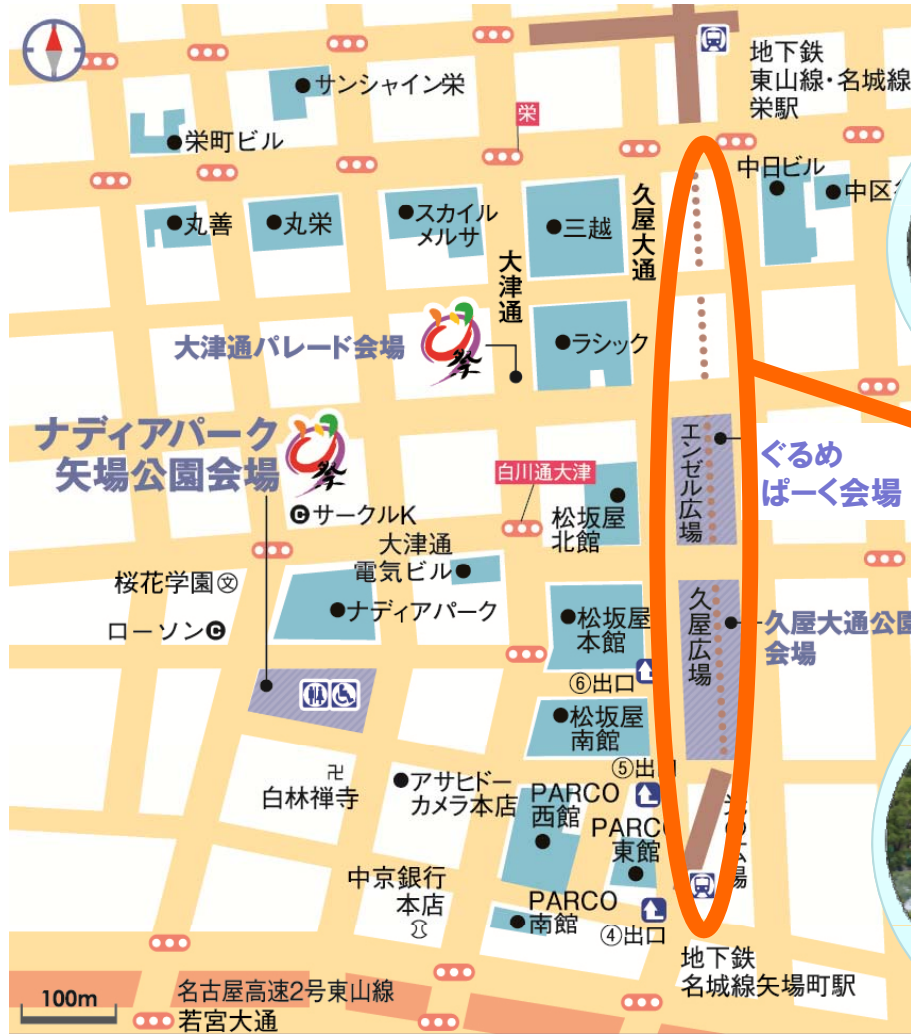 地下鉄
東山線・名城線
栄駅
サンシャイン栄
栄
栄町ビル
中日ビル
中区
久屋大通
丸善
丸栄
スカイル
メルサ
三越
大津通
ラシック
大津通パレード会場
祭
ナディアパーク
矢場公園会場
祭
エンゼル広場
ぐるめ
ぱーく会場
白川通大津
松坂屋
北館
サークルK
大津通
電気ビル
桜花学園
文
ナディアパーク
ローソン
久屋広場
久屋大通公園
会場
松坂屋
本館
⑥出口
松坂屋
南館
⑤出口
卍
白林禅寺
アサヒドー
カメラ本店
PARCO
西館
PARCO
東館
広場
中京銀行
本店
PARCO
南館
④出口
地下鉄
名城線矢場町駅
100m
名古屋高速2号東山線
若宮大通